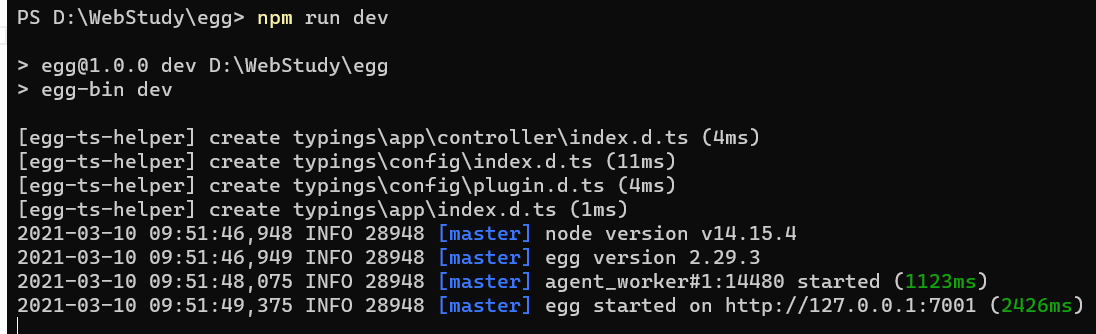 PS D:\WebStudy\egg> npm run dev
> egg@1.0.0 dev D:\WebStudy\egg
> egg-bin dev
[egg-ts-helper] create typings\app\controller\index.d.ts (4ms)
[egg-ts-helper] create typings\config\index.d.ts (11ms)
[egg-ts-helper] create typings\config\plugin.d.ts (4ms)
[egg-ts-helper] create typings\app\index.d.ts (1ms)
2021-03-10 09:51:46,948 INFO 28948 [master] node version v14.15.4
2021-03-10 09:51:46,949 INFO 28948 [master] egg version 2.29.3
2021-03-10 09:51:48,075 INFO 28948 [master] agent_worker#1:14480 started (1123ms)
2021-03-10 09:51:49,375 INFO 28948 [master] egg started on http://127.0.0.1:7001 (2426ms)